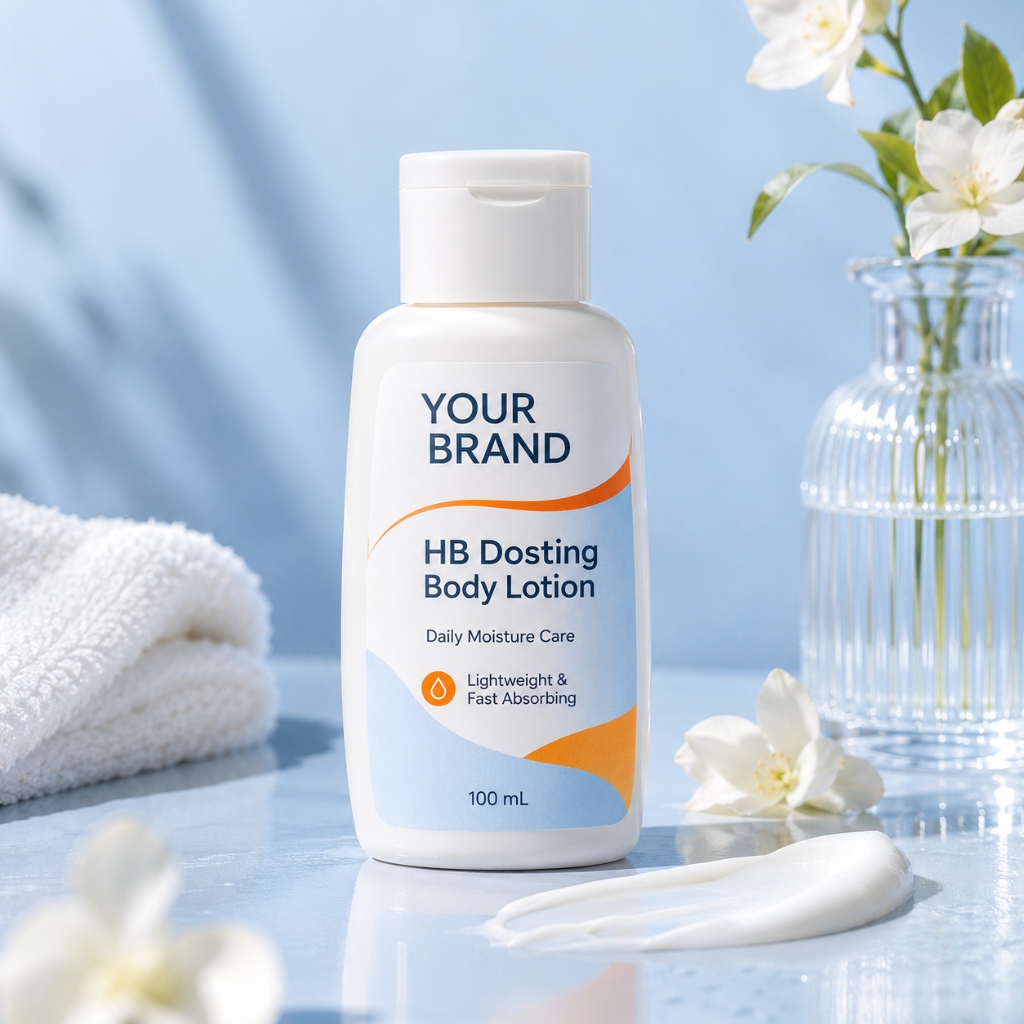 YOUR
BRAND
HB Dosting
Body Lotion
Daily Moisture Care
Lightweight &
Fast Absorbing
100 mL